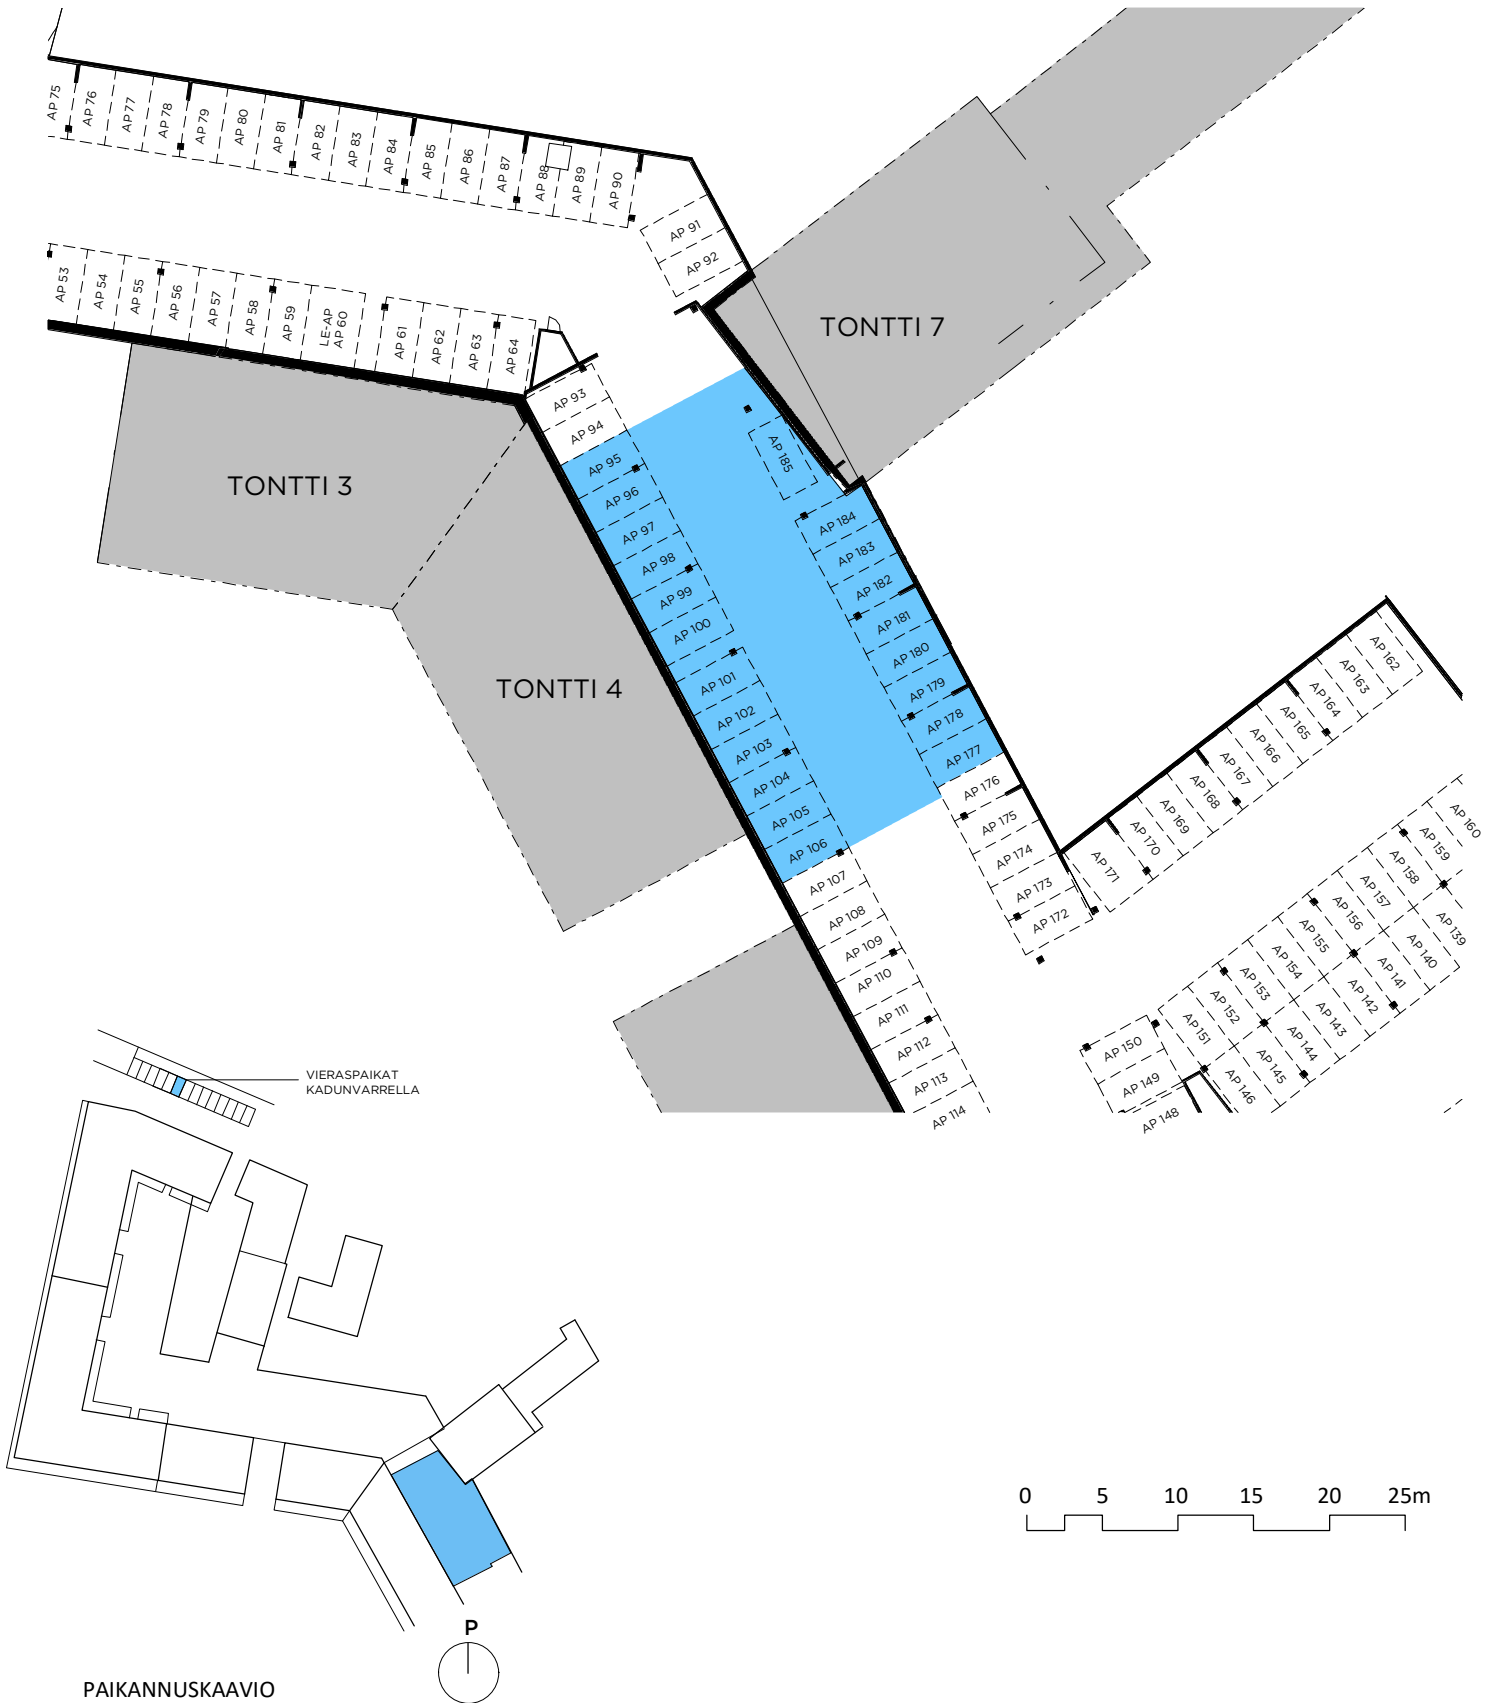 AP 75
AP 76
AP 77
AP 78
AP 79
AP 80
AP 81
AP 82
AP 83
AP 84
AP 85
AP 86
AP 87
AP 88
AP 89
AP 90
AP 91
AP 92
AP 53
AP 54
AP 55
AP 56
AP 57
AP 58
AP 59
LE-AP
AP 60
AP 61
AP 62
AP 63
AP 64
TONTTI 7
TONTTI 3
TONTTI 4
AP 93
AP 94
AP 95
AP 96
AP 97
AP 98
AP 99
AP 100
AP 101
AP 102
AP 103
AP 104
AP 105
AP 106
AP 107
AP 108
AP 109
AP 110
AP 111
AP 112
AP 113
AP 114
AP 185
AP 184
AP 183
AP 182
AP 181
AP 180
AP 179
AP 178
AP 177
AP 176
AP 175
AP 174
AP 173
AP 172
AP 171
AP 170
AP 169
AP 168
AP 167
AP 166
AP 165
AP 164
AP 163
AP 162
AP 160
AP 159
AP 158
AP 157
AP 156
AP 155
AP 154
AP 153
AP 152
AP 151
AP 139
AP 140
AP 141
AP 142
AP 143
AP 144
AP 145
AP 146
AP 150
AP 149
AP 148
VIERASPAIKAT
KADUNVARRELLA
0 5 10 15 20 25m
P
PAIKANNUSKAAVIO